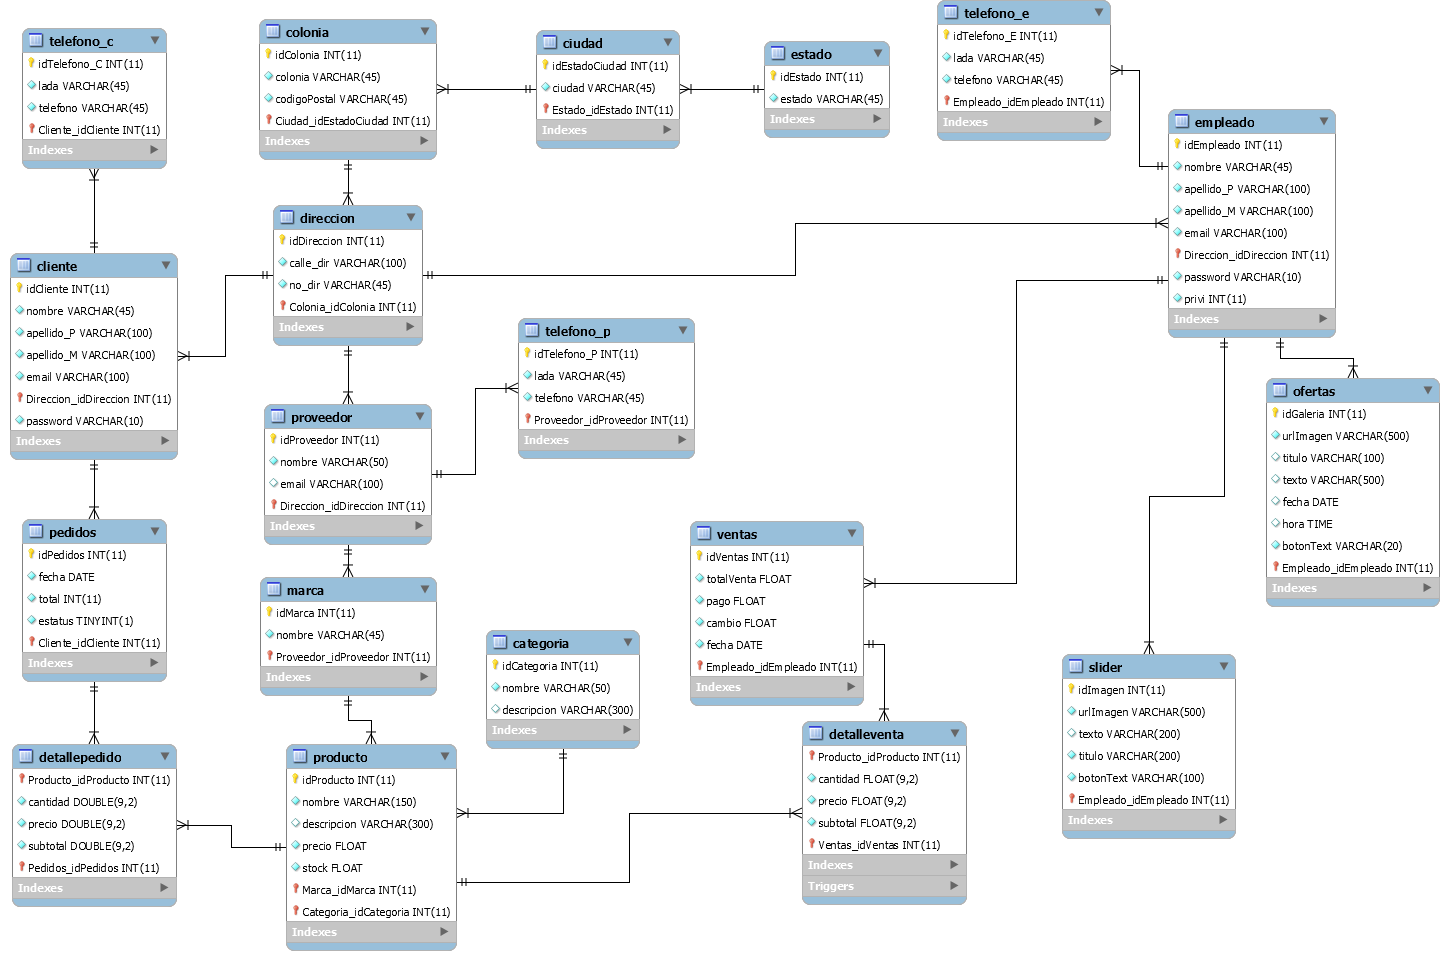 telefono_c
idTelefono_C INT(11)
lada VARCHAR(45)
telefono VARCHAR(45)
Cliente_idCliente INT(11)
Indexes
colonia
idColonia INT(11)
colonia VARCHAR(45)
codigoPostal VARCHAR(45)
Ciudad_idEstadoCiudad INT(11)
Indexes
ciudad
idEstadoCiudad INT(11)
ciudad VARCHAR(45)
Estado_idEstado INT(11)
Indexes
estado
idEstado INT(11)
estado VARCHAR(45)
Indexes
telefono_e
idTelefono_E INT(11)
lada VARCHAR(45)
telefono VARCHAR(45)
Empleado_idEmpleado INT(11)
Indexes
empleado
idEmpleado INT(11)
nombre VARCHAR(45)
apellido_P VARCHAR(100)
apellido_M VARCHAR(100)
email VARCHAR(100)
Direccion_idDireccion INT(11)
password VARCHAR(10)
privi INT(11)
Indexes
cliente
idCliente INT(11)
nombre VARCHAR(45)
apellido_P VARCHAR(100)
apellido_M VARCHAR(100)
email VARCHAR(100)
Direccion_idDireccion INT(11)
password VARCHAR(10)
Indexes
direccion
idDireccion INT(11)
calle_dir VARCHAR(100)
no_dir VARCHAR(45)
Colonia_idColonia INT(11)
Indexes
telefono_p
idTelefono_P INT(11)
lada VARCHAR(45)
telefono VARCHAR(45)
Proveedor_idProveedor INT(11)
Indexes
proveedor
idProveedor INT(11)
nombre VARCHAR(50)
email VARCHAR(100)
Direccion_idDireccion INT(11)
Indexes
ofertas
idGaleria INT(11)
urlImagen VARCHAR(500)
titulo VARCHAR(100)
texto VARCHAR(500)
fecha DATE
hora TIME
botonText VARCHAR(20)
Empleado_idEmpleado INT(11)
Indexes
pedidos
idPedidos INT(11)
fecha DATE
total INT(11)
estatus TINYINT(1)
Cliente_idCliente INT(11)
Indexes
marca
idMarca INT(11)
nombre VARCHAR(45)
Proveedor_idProveedor INT(11)
Indexes
ventas
idVentas INT(11)
totalVenta FLOAT
pago FLOAT
cambio FLOAT
fecha DATE
Empleado_idEmpleado INT(11)
Indexes
categoria
idCategoria INT(11)
nombre VARCHAR(50)
descripcion VARCHAR(300)
Indexes
slider
idImagen INT(11)
urlImagen VARCHAR(500)
texto VARCHAR(200)
titulo VARCHAR(200)
botonText VARCHAR(100)
Empleado_idEmpleado INT(11)
Indexes
detallepedido
Producto_idProducto INT(11)
cantidad DOUBLE(9,2)
precio DOUBLE(9,2)
subtotal DOUBLE(9,2)
Pedidos_idPedidos INT(11)
Indexes
producto
idProducto INT(11)
nombre VARCHAR(150)
descripcion VARCHAR(300)
precio FLOAT
stock FLOAT
Marca_idMarca INT(11)
Categoria_idCategoria INT(11)
Indexes
detalleventa
Producto_idProducto INT(11)
cantidad FLOAT(9,2)
precio FLOAT(9,2)
subtotal FLOAT(9,2)
Ventas_idVentas INT(11)
Indexes
Triggers